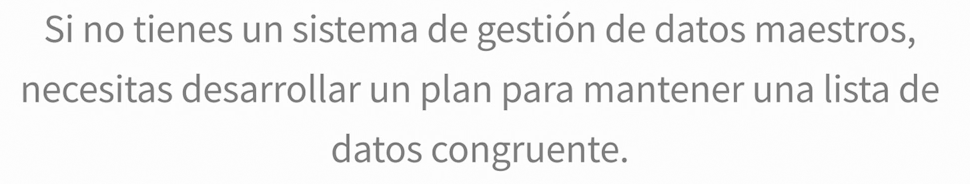 Si no tienes un sistema de gestión de datos maestros,
necesitas desarrollar un plan para mantener una lista de
datos congruente.